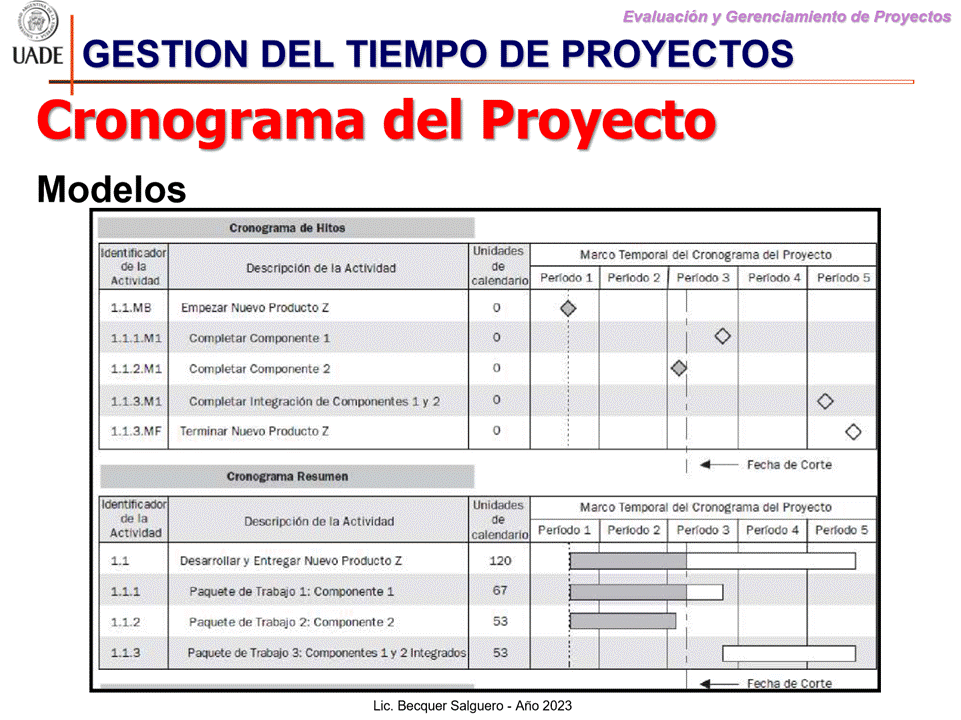 Evaluación y Gerenciamiento de Proyectos
UADE
GESTION DEL TIEMPO DE PROYECTOS
Cronograma del Proyecto
Modelos
Cronograma de Hitos
Identificador de la Actividad Descripción de la Actividad Unidades de calendario Marco Temporal del Cronograma del Proyecto
Período 1 Período 2 Período 3 Período 4 Período 5
1.1.MB Empezar Nuevo Producto Z 0
1.1.1.M1 Completar Componente 1 0
1.1.2.M1 Completar Componente 2 0
1.1.3.M1 Completar Integración de Componentes 1 y 2 0
1.1.3.MF Terminar Nuevo Producto Z 0
Fecha de Corte
Cronograma Resumen
Identificador de la Actividad Descripción de la Actividad Unidades de calendario Marco Temporal del Cronograma del Proyecto
Período 1 Período 2 Período 3 Período 4 Período 5
1.1 Desarrollar y Entregar Nuevo Producto Z 120
1.1.1 Paquete de Trabajo 1: Componente 1 67
1.1.2 Paquete de Trabajo 2: Componente 2 53
1.1.3 Paquete de Trabajo 3: Componentes 1 y 2 Integrados 53
Fecha de Corte
Lic. Becquer Salguero - Año 2023